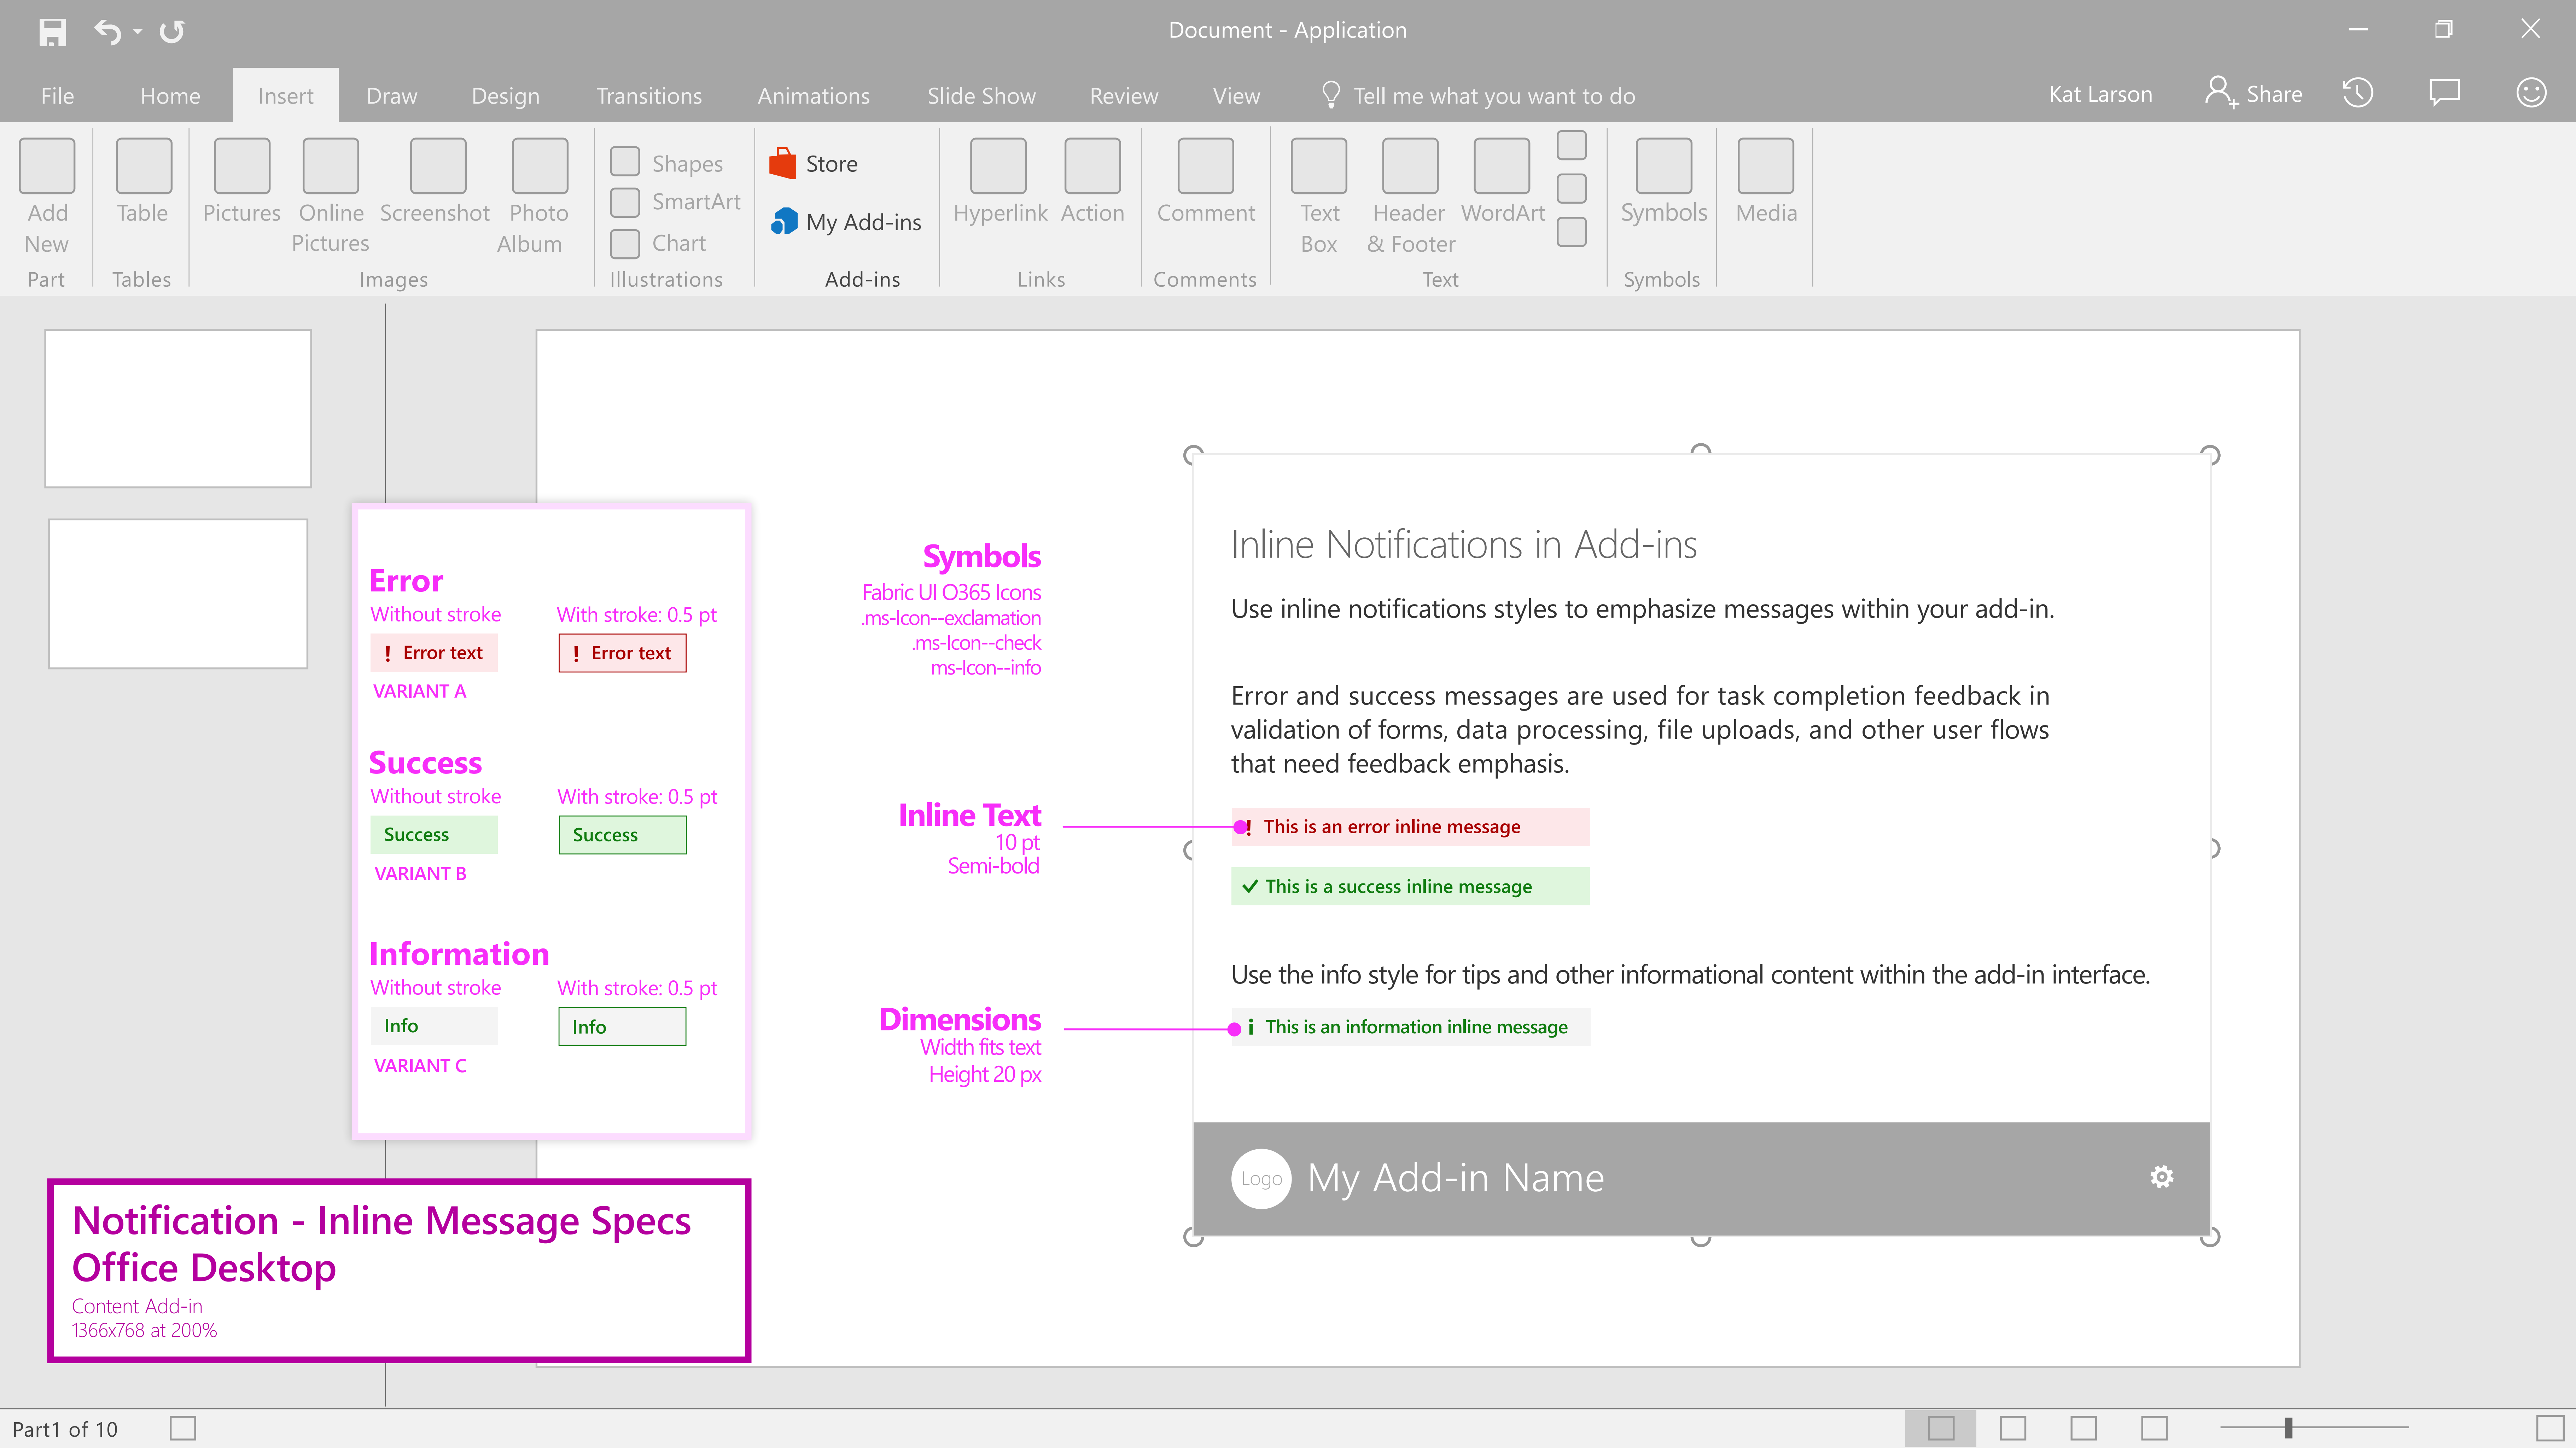 Document - Application
File Home Insert Draw Design Transitions Animations Slide Show Review View Tell me what you want to do Kat Larson Share
Add New
Table
Pictures
Online Pictures
Screenshot
Photo Album
Shapes
SmartArt
Chart
Store
My Add-ins
Hyperlink
Action
Comment
Text Box
Header & Footer
WordArt
Symbols
Media
Part Tables Images Illustrations Add-ins Links Comments Text Symbols
Error
Without stroke With stroke: 0.5 pt
! Error text ! Error text
VARIANT A
Success
Without stroke With stroke: 0.5 pt
Success Success
VARIANT B
Information
Without stroke With stroke: 0.5 pt
Info Info
VARIANT C
Symbols
Fabric UI O365 Icons
.ms-Icon--exclamation
.ms-Icon--check
ms-Icon--info
Inline Text
10 pt
Semi-bold
Dimensions
Width fits text
Height 20 px
Inline Notifications in Add-ins
Use inline notifications styles to emphasize messages within your add-in.
Error and success messages are used for task completion feedback in
validation of forms, data processing, file uploads, and other user flows
that need feedback emphasis.
! This is an error inline message
This is a success inline message
Use the info style for tips and other informational content within the add-in interface.
i This is an information inline message
Logo My Add-in Name
Notification - Inline Message Specs
Office Desktop
Content Add-in
1366x768 at 200%
Part1 of 10